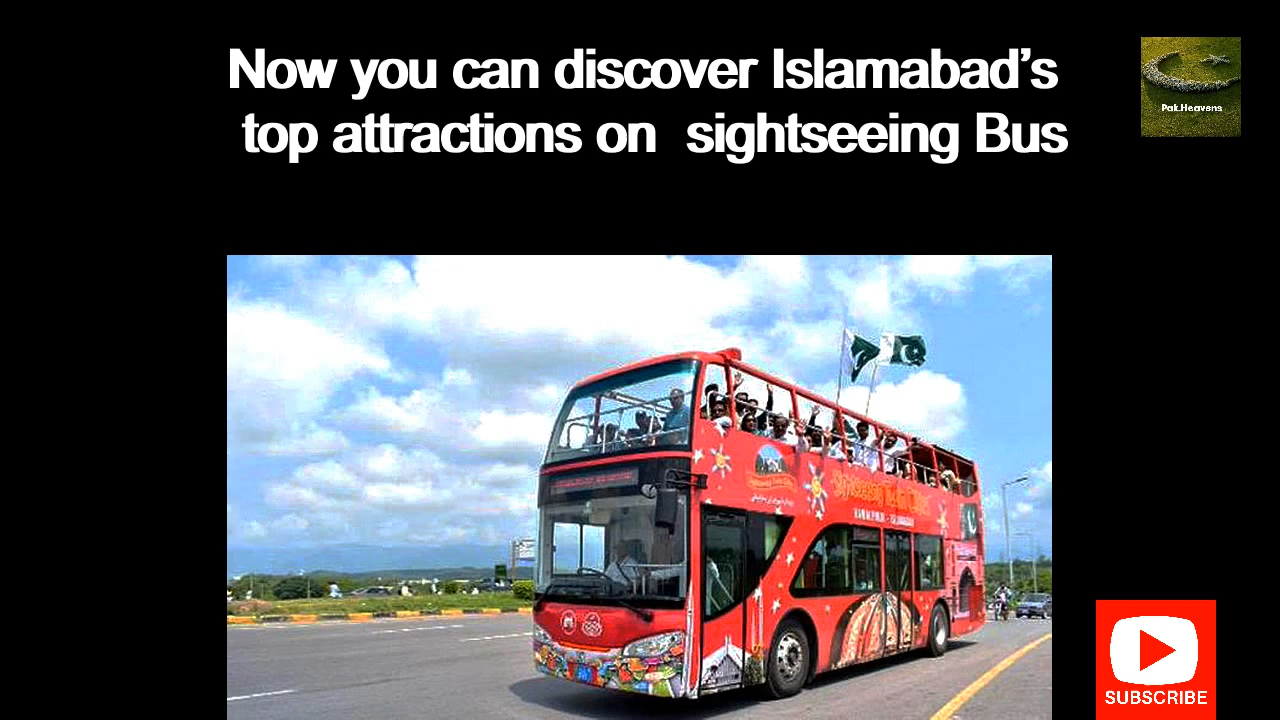 Now you can discover Islamabad’s
top attractions on sightseeing Bus
Pak.Heavens
SUBSCRIBE